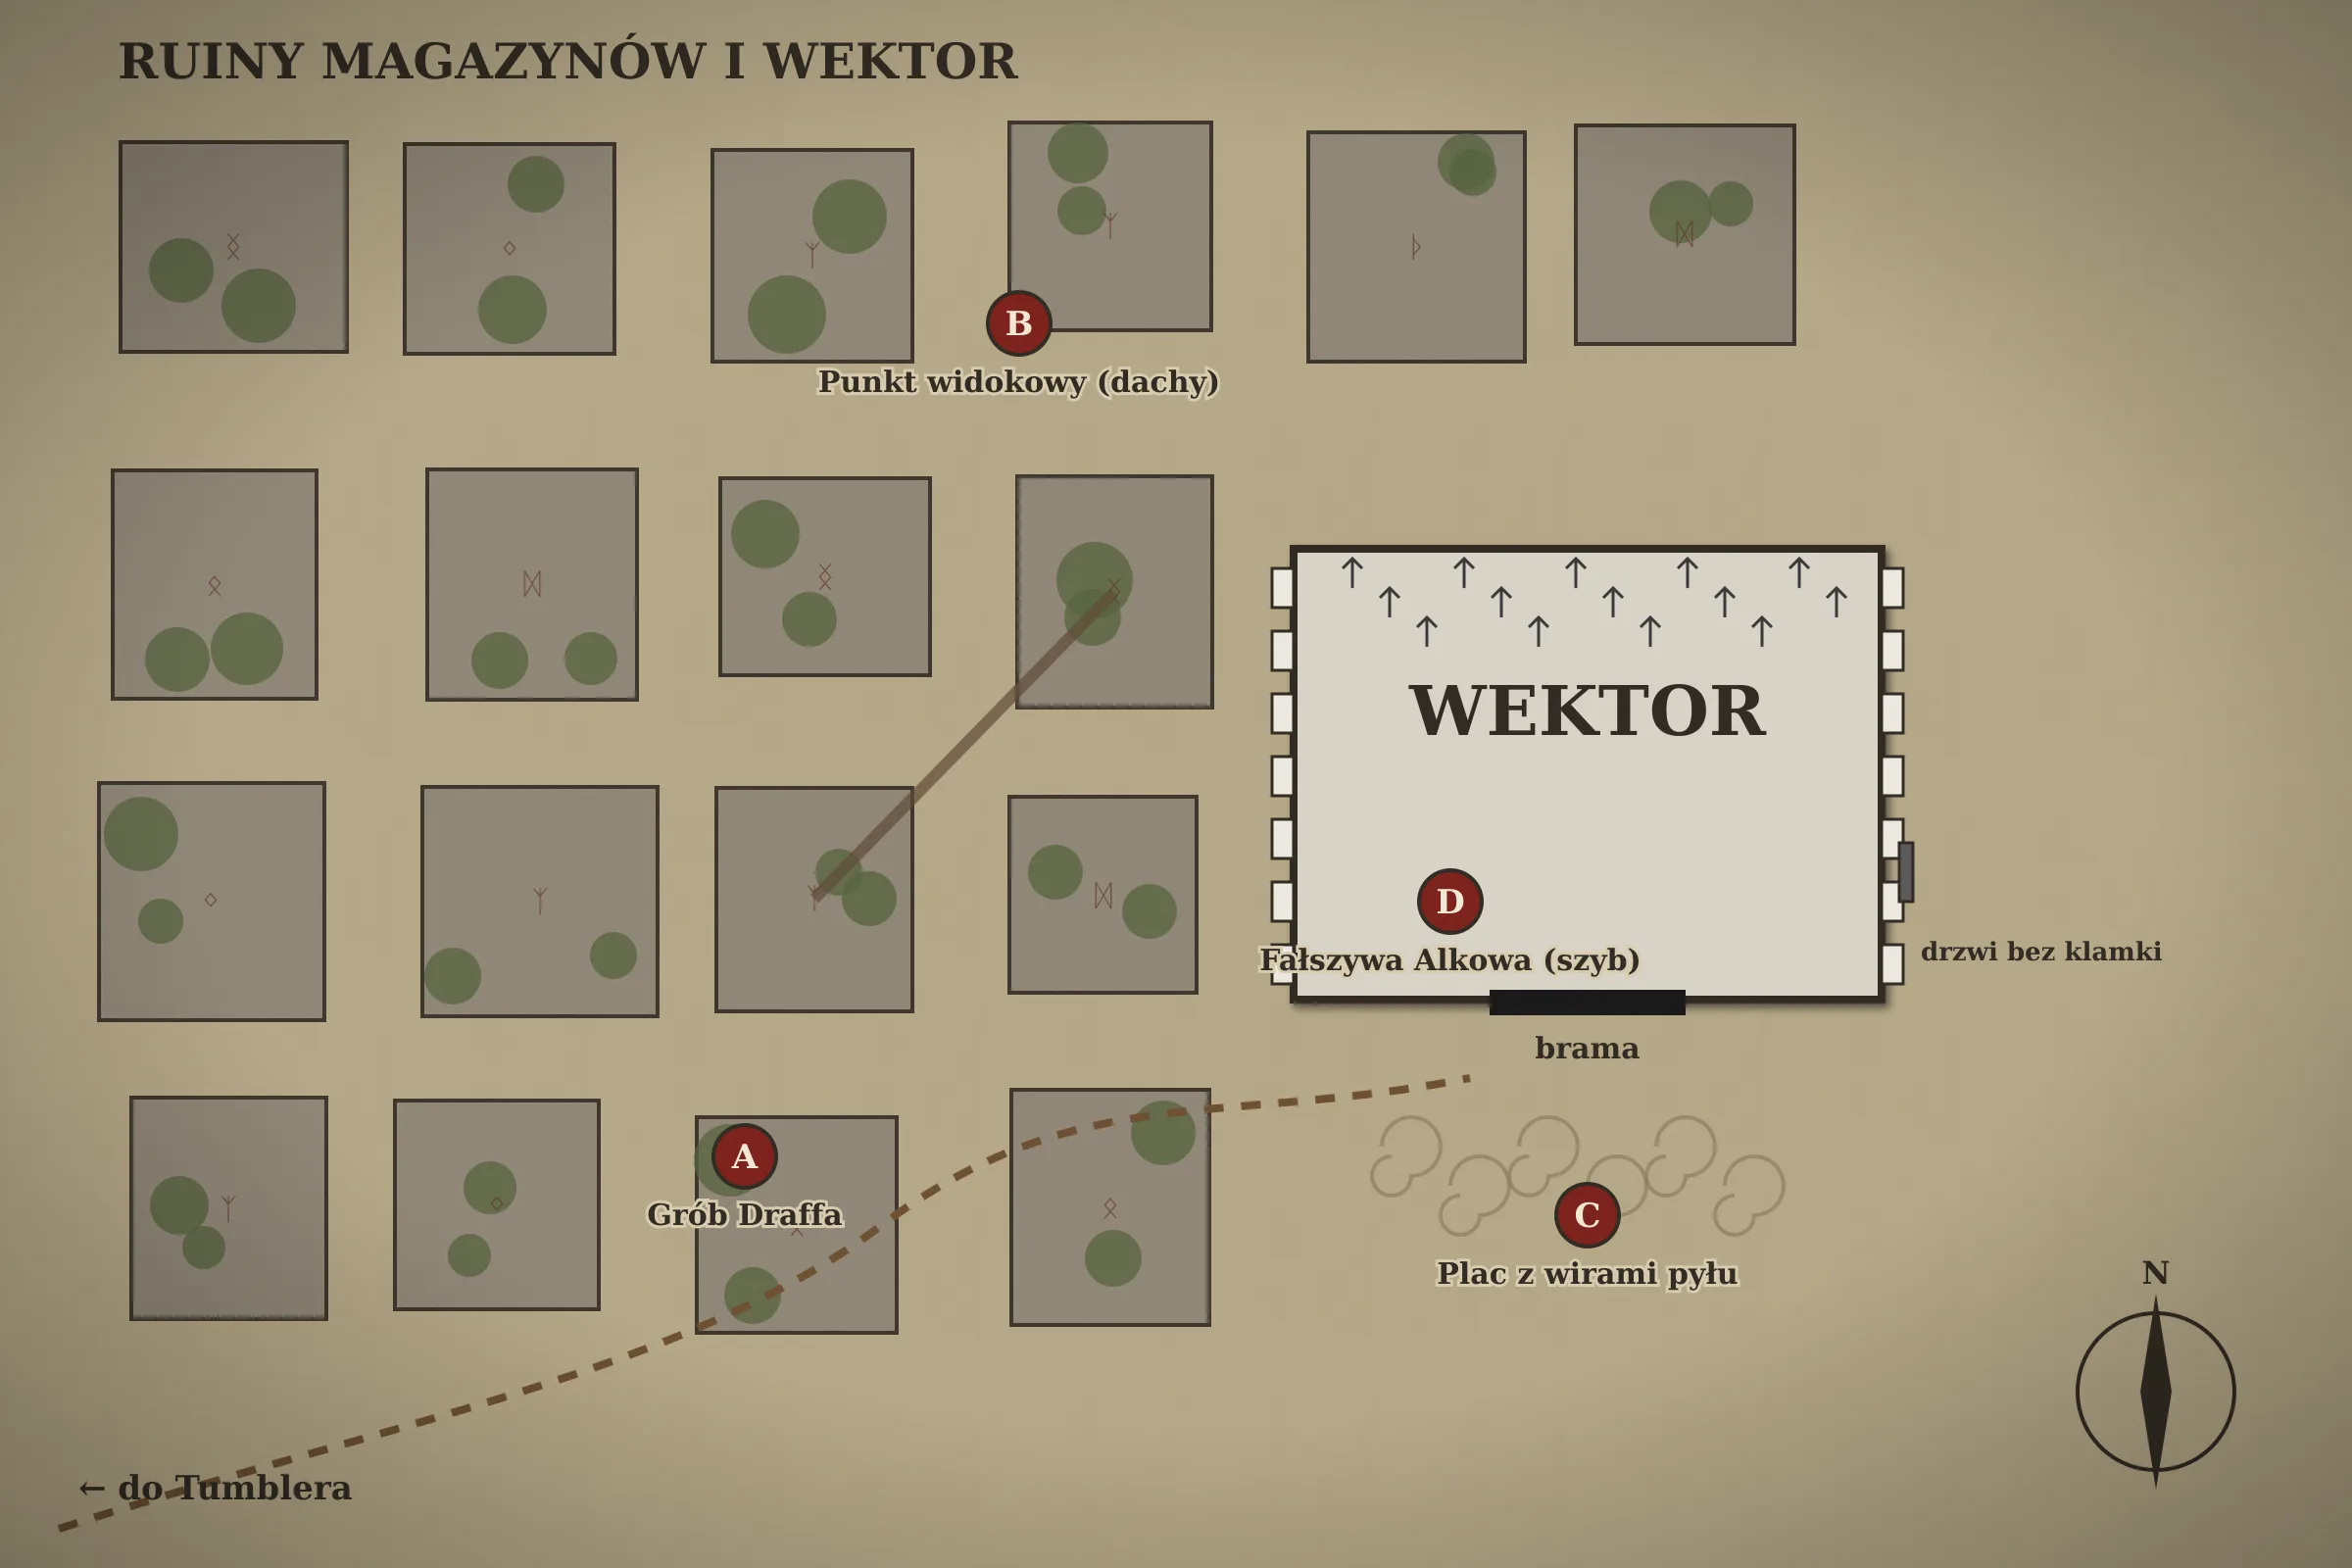 RUINY MAGAZYNÓW I WEKTOR
ᛝ
ᛜ
ᛉ
ᛉ
ᚦ
ᛞ
B
Punkt widokowy (dachy)
ᛟ
ᛞ
ᛝ
WEKTOR
ᛜ
ᛉ
ᛞ
D
Fałszywa Alkowa (szyb)
drzwi bez klamki
brama
A
Grób Draffa
ᛉ
ᛜ
ᛟ
C
Plac z wirami pyłu
N
← do Tumblera